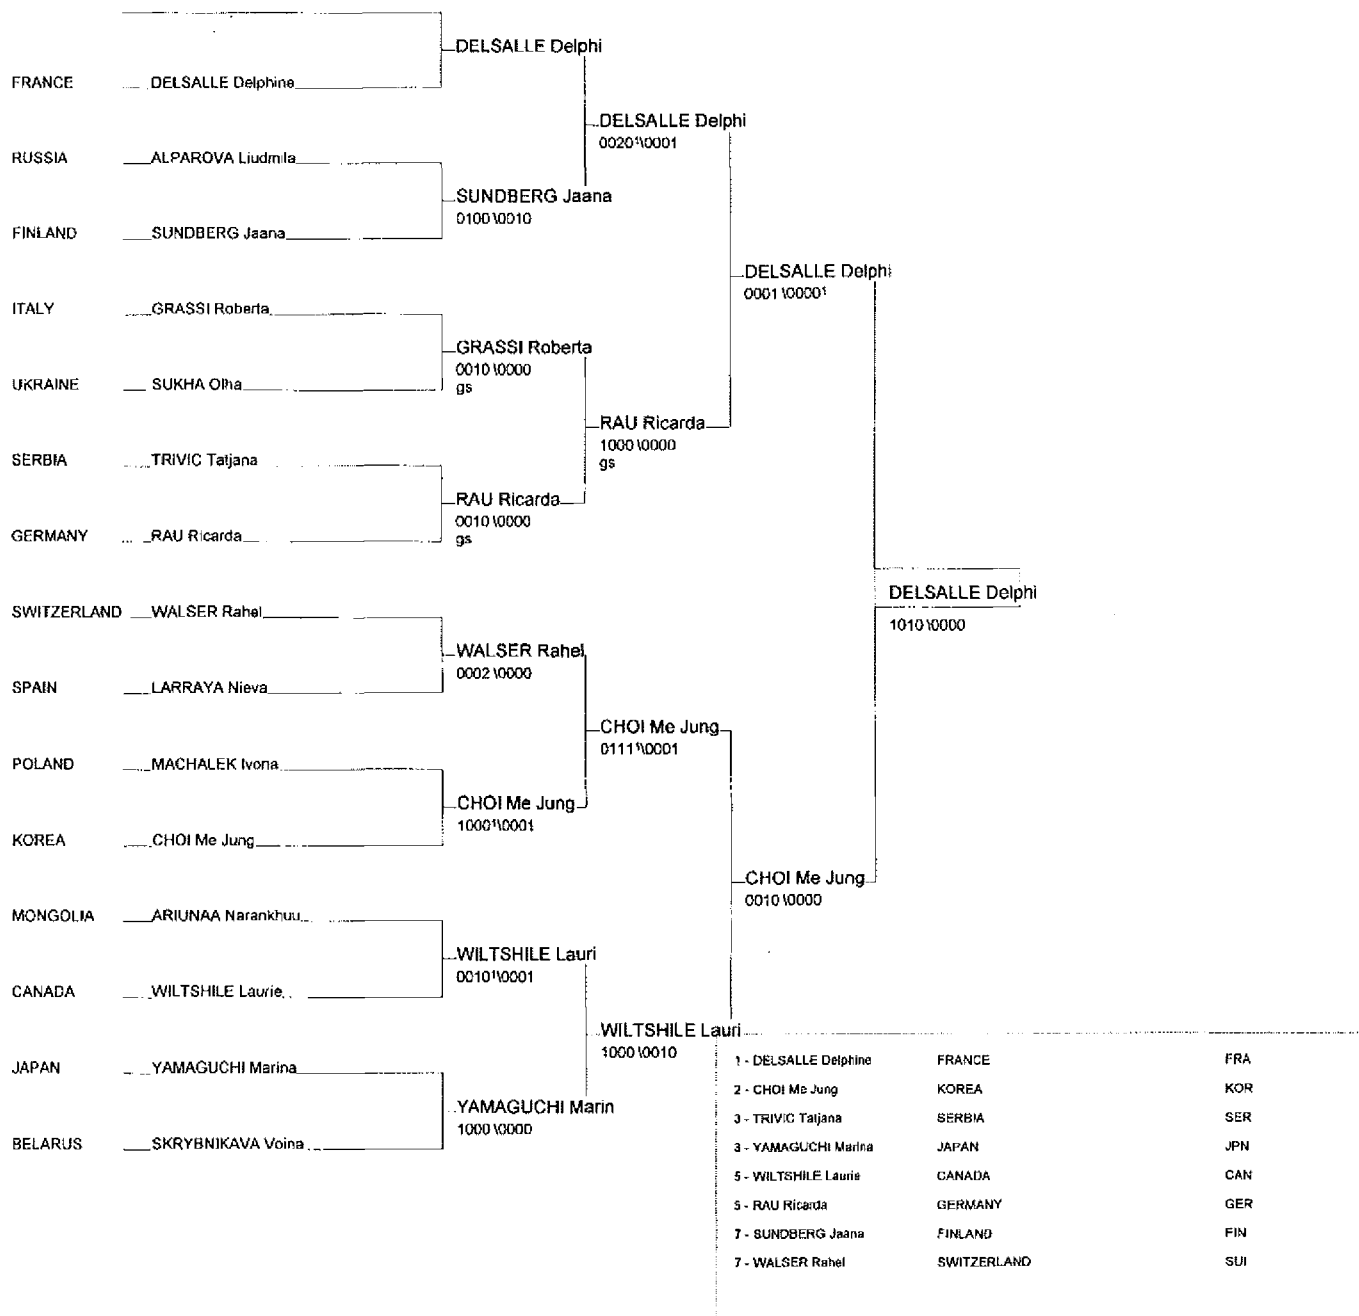 DELSALLE Delphi
FRANCE DELSALLE Delphine
DELSALLE Delphi
0020¹\0001
RUSSIA ALPAROVA Liudmila
SUNDBERG Jaana
0100\0010
FINLAND SUNDBERG Jaana
DELSALLE Delphi
0001\0000¹
ITALY GRASSI Roberta
GRASSI Roberta
0010\0000
gs
UKRAINE SUKHA Olha
RAU Ricarda
1000\0000
gs
SERBIA TRIVIC Tatjana
RAU Ricarda
0010\0000
gs
GERMANY RAU Ricarda
DELSALLE Delphi
1010\0000
SWITZERLAND WALSER Rahel
WALSER Rahel
0002\0000
SPAIN LARRAYA Nieva
CHOI Me Jung
0111¹\0001
POLAND MACHALEK Ivona
CHOI Me Jung
1000¹\0001
KOREA CHOI Me Jung
CHOI Me Jung
0010\0000
MONGOLIA ARIUNAA Narankhuu
WILTSHILE Lauri
0010¹\0001
CANADA WILTSHILE Laurie
WILTSHILE Lauri
1000\0010
JAPAN YAMAGUCHI Marina
YAMAGUCHI Marin
1000\0000
BELARUS SKRYBNIKAVA Voina
1 - DELSALLE Delphine FRANCE FRA
2 - CHOI Me Jung KOREA KOR
3 - TRIVIC Tatjana SERBIA SER
3 - YAMAGUCHI Marina JAPAN JPN
5 - WILTSHILE Laurie CANADA CAN
5 - RAU Ricarda GERMANY GER
7 - SUNDBERG Jaana FINLAND FIN
7 - WALSER Rahel SWITZERLAND SUI